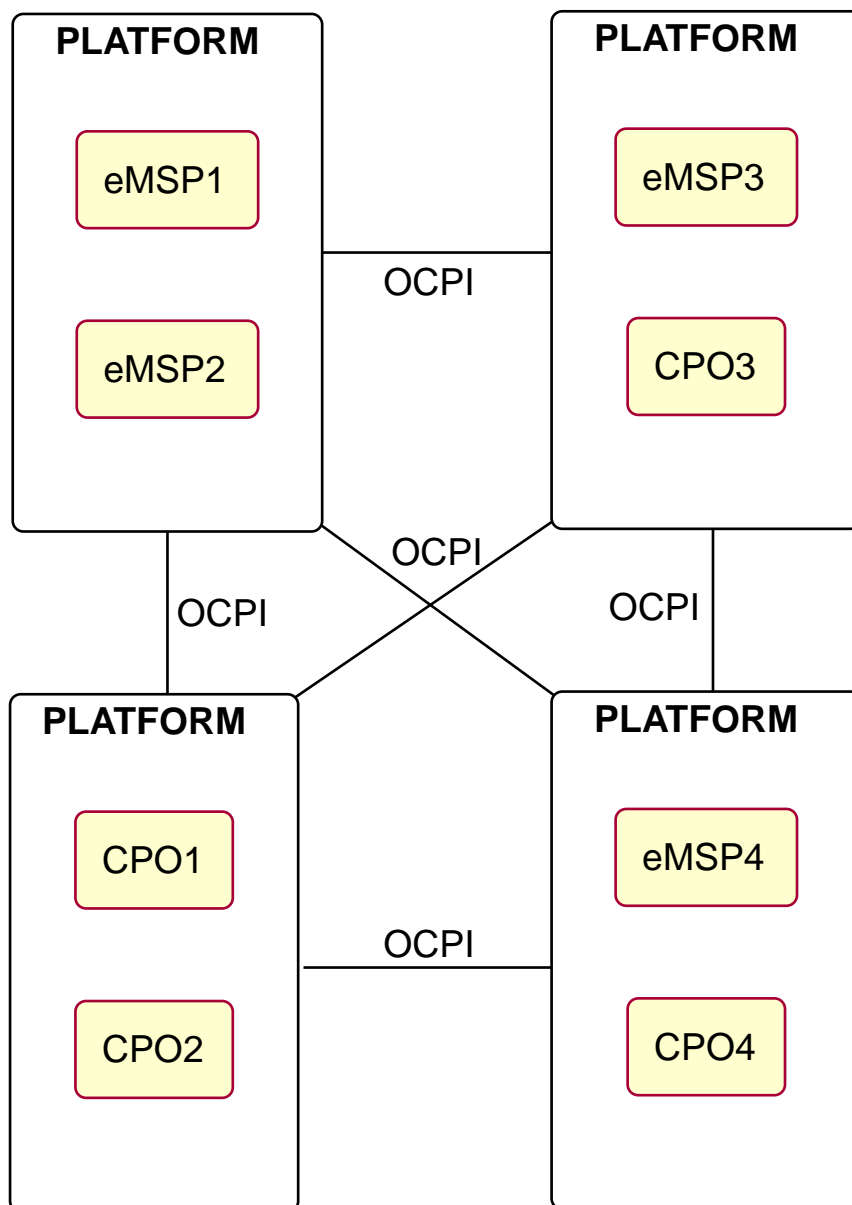 PLATFORM
eMSP1
eMSP2
PLATFORM
eMSP3
CPO3
OCPI
OCPI
OCPI
OCPI
PLATFORM
CPO1
CPO2
OCPI
PLATFORM
eMSP4
CPO4